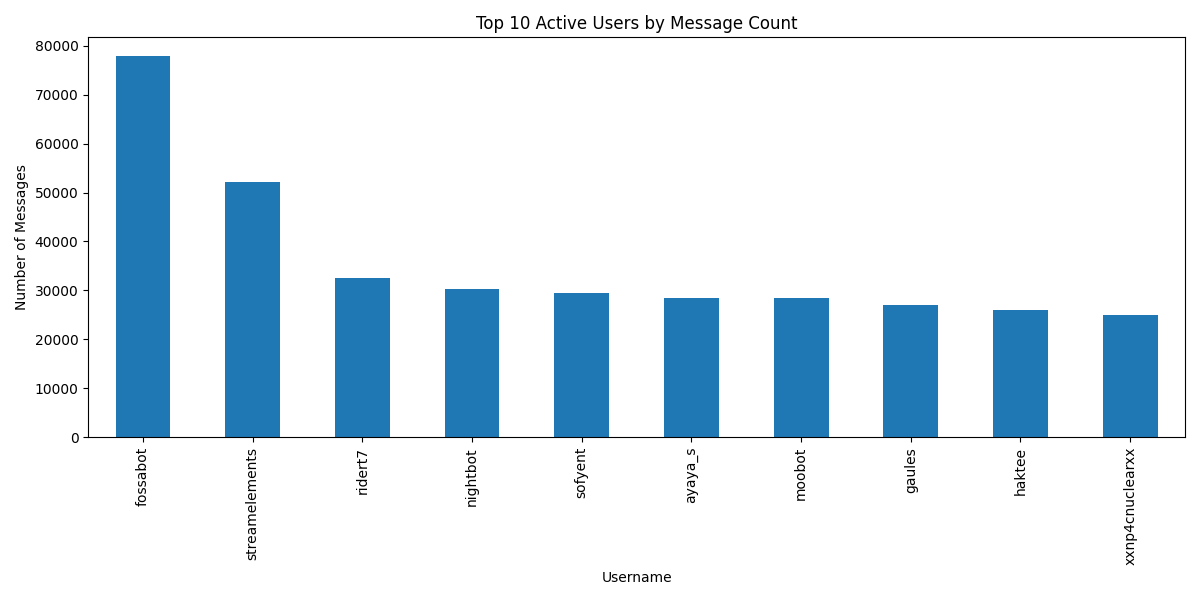 Top 10 Active Users by Message Count
Number of Messages
80000
70000
60000
50000
40000
30000
20000
10000
0
fossabot
streamelements
ridert7
nightbot
sofyent
ayaya_s
moobot
gaules
haktee
xxnp4cnuclearxx
Username